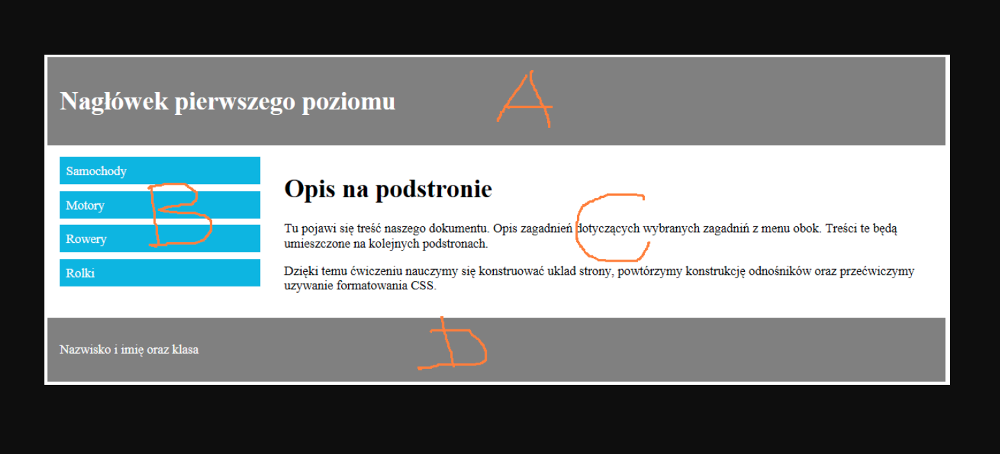 Nagłówek pierwszego poziomu
A
Samochody
Motory
Rowery
Rolki
B
Opis na podstronie
Tu pojawi się treść naszego dokumentu. Opis zagadnień dotyczących wybranych zagadniń z menu obok. Treści te będą
umieszczone na kolejnych podstronach.
C
Dzięki temu ćwiczeniu nauczymy się konstruować uklad strony, powtórzymy konstrukcję odnośników oraz przećwiczymy
uzywanie formatowania CSS.
Nazwisko i imię oraz klasa
D